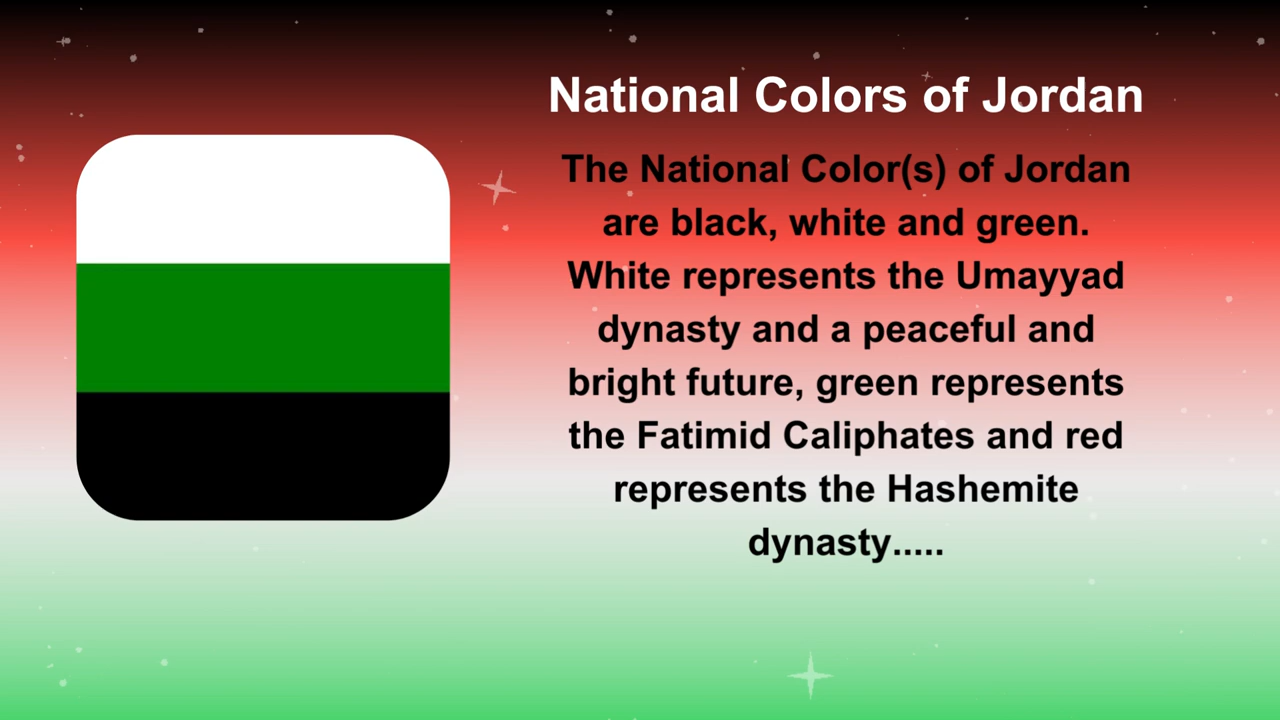 National Colors of Jordan
The National Color(s) of Jordan
are black, white and green.
White represents the Umayyad
dynasty and a peaceful and
bright future, green represents
the Fatimid Caliphates and red
represents the Hashemite
dynasty.....